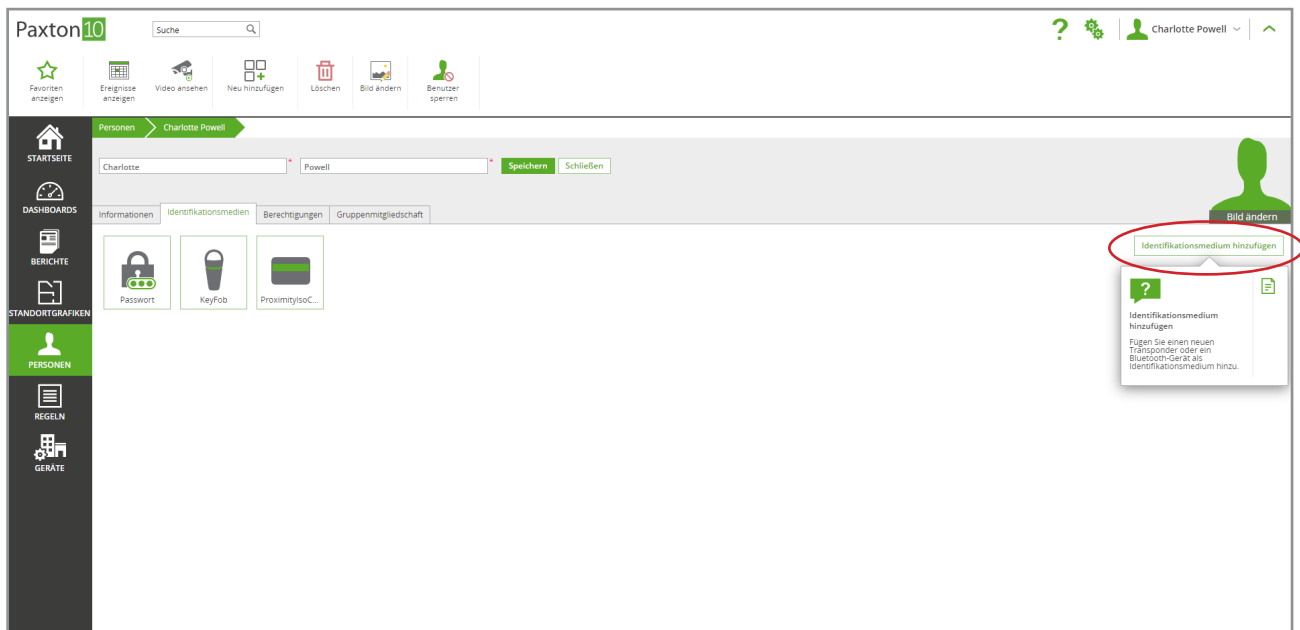 Paxton 10
Suche
?
Charlotte Powell
Favoriten
anzeigen
Ereignisse
anzeigen
Video ansehen
Neu hinzufügen
Löschen
Bild ändern
Benutzer
sperren
STARTSEITE
DASHBOARDS
BERICHTE
STANDORTGRAFIKEN
PERSONEN
REGELN
GERÄTE
Personen
Charlotte Powell
Charlotte
*
Powell
*
Speichern
Schließen
Bild ändern
Informationen
Identifikationsmedien
Berechtigungen
Gruppenmitgliedschaft
Passwort
KeyFob
ProximityIsoC...
Identifikationsmedium hinzufügen
?
Identifikationsmedium
hinzufügen
Fügen Sie einen neuen
Transponder oder ein
Bluetooth-Gerät als
Identifikationsmedium hinzu.